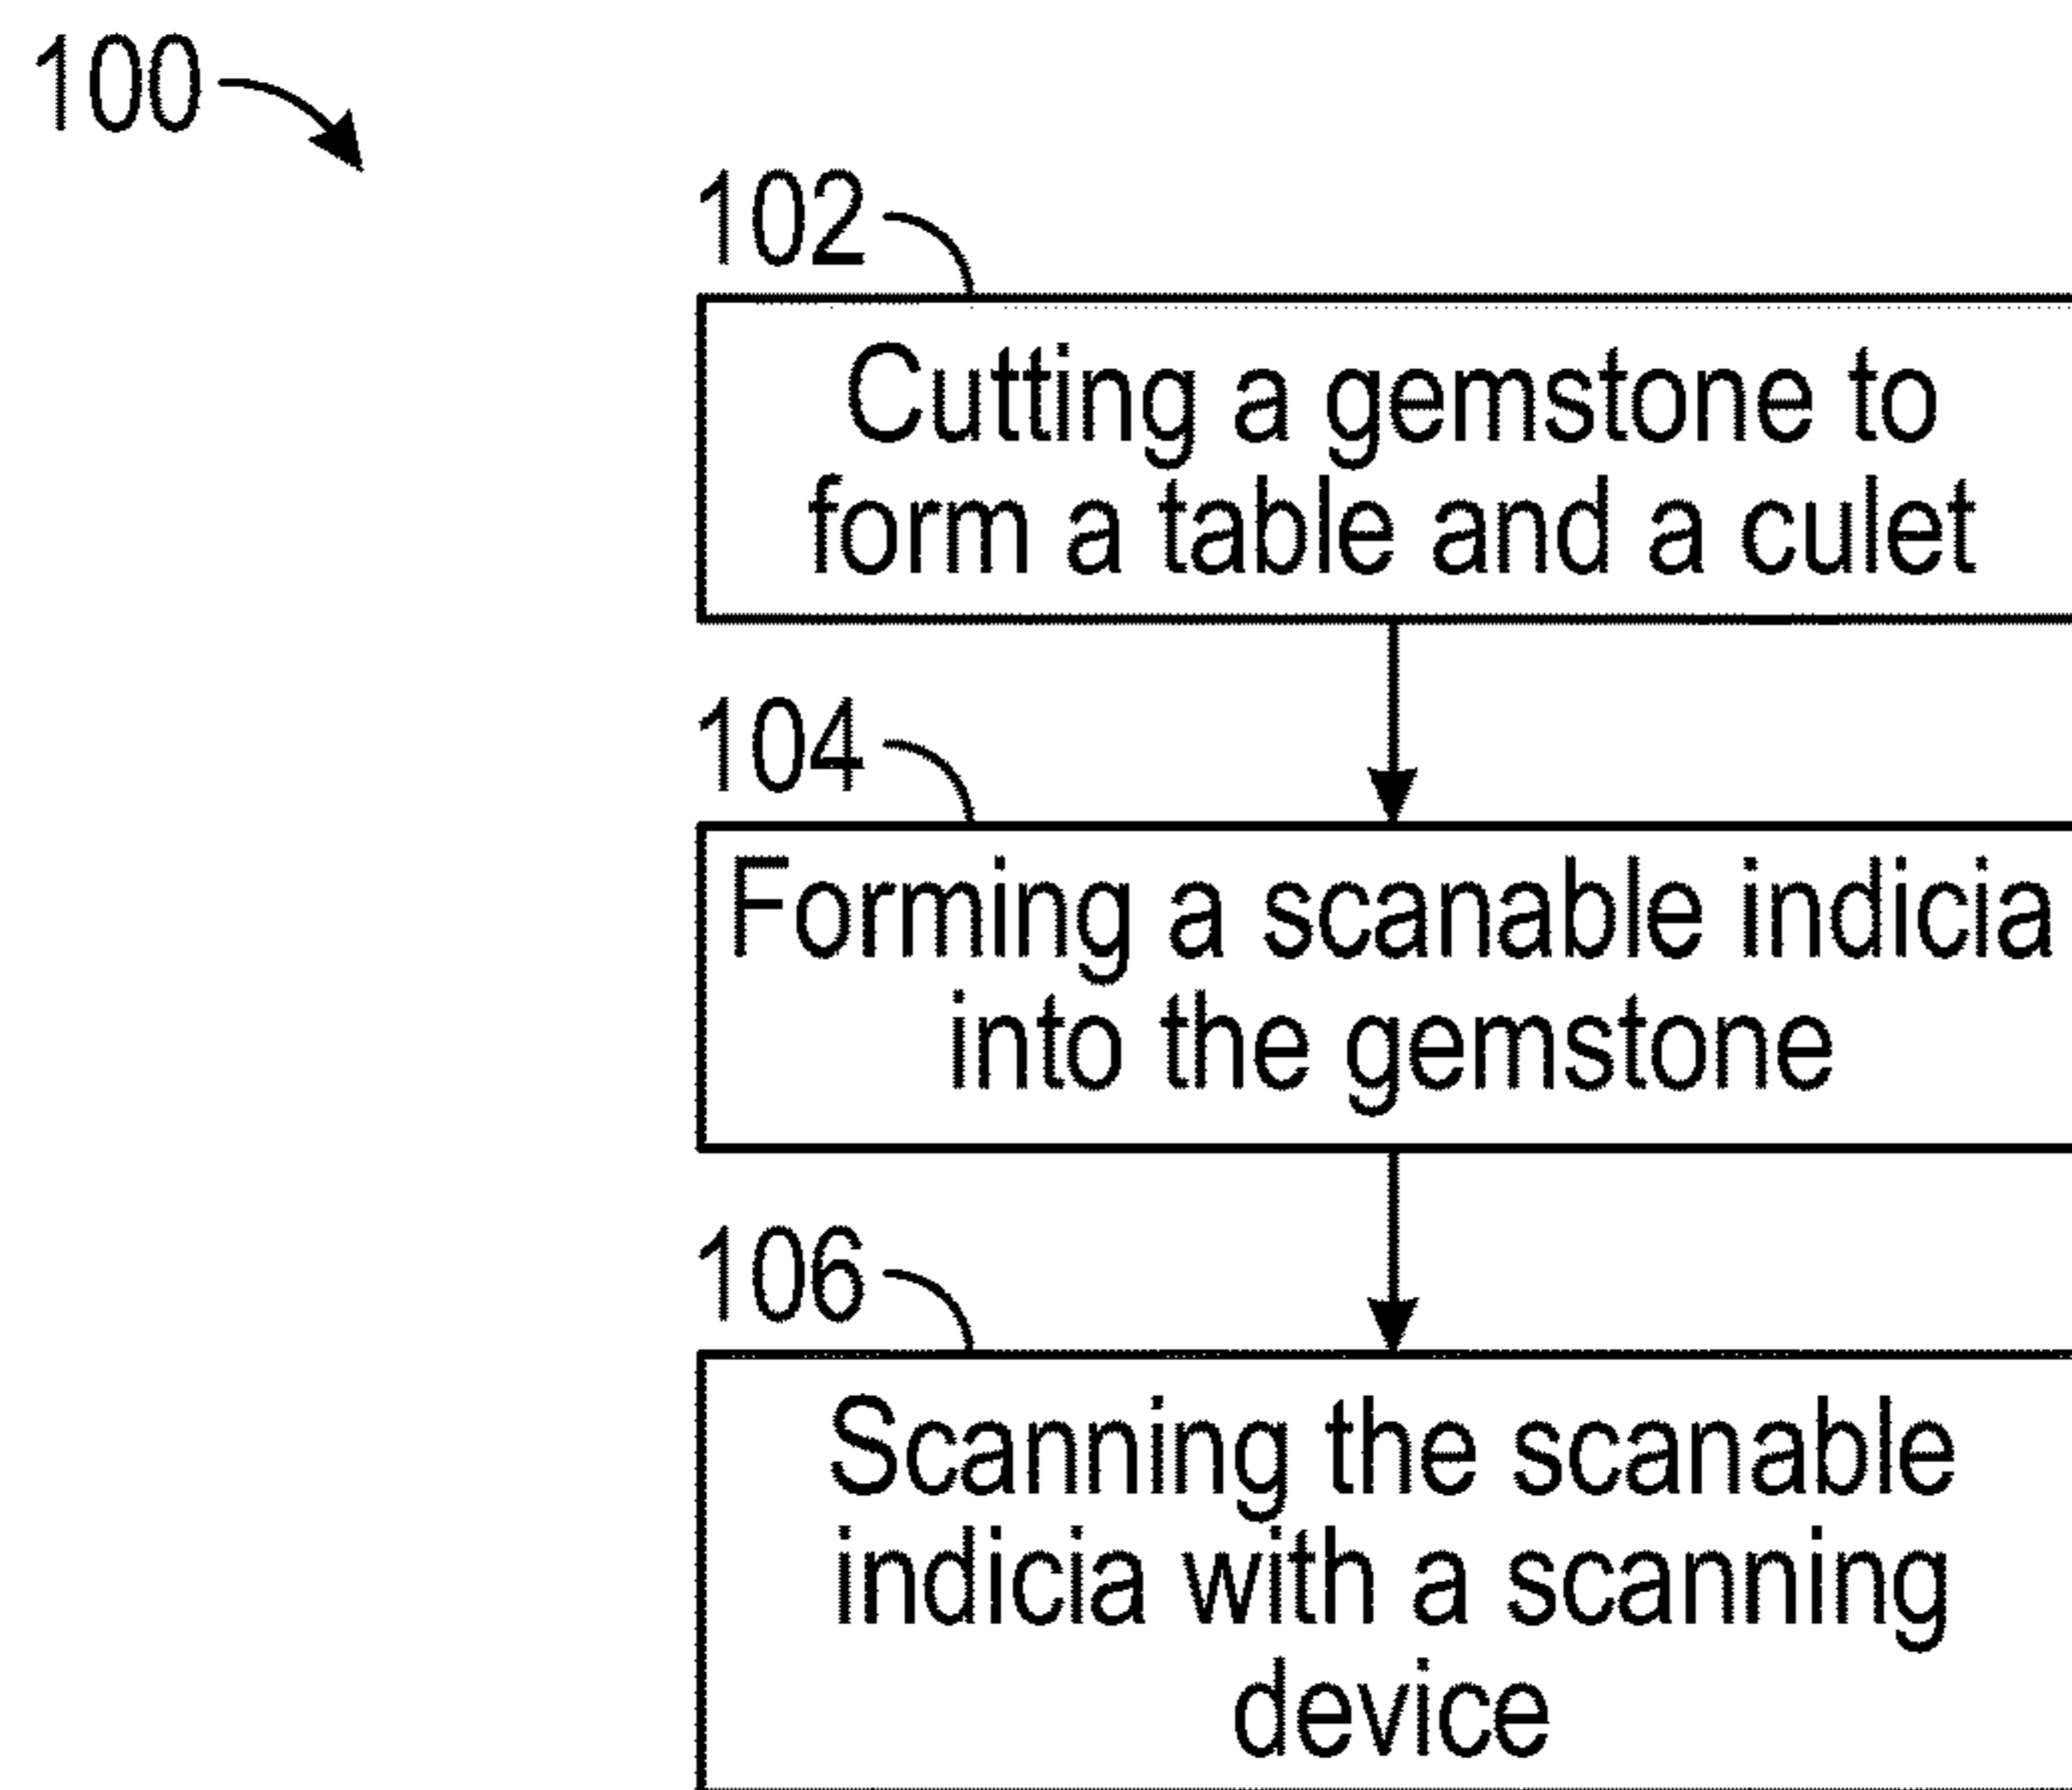 100
102
Cutting a gemstone to
form a table and a culet
104
Forming a scanable indicia
into the gemstone
106
Scanning the scanable
indicia with a scanning
device